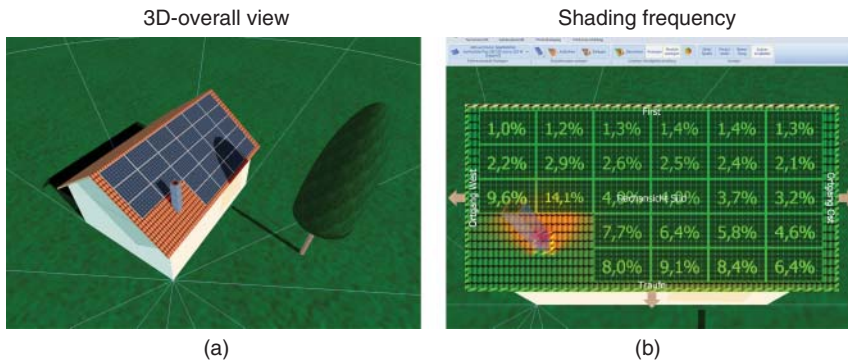 3D-overall view
Shading frequency
First
1,0% 1,2% 1,3% 1,4% 1,4% 1,3%
2,2% 2,9% 2,6% 2,5% 2,4% 2,1%
Ortgang West
9,6% 14,1% Dachansicht Süd 3,7% 3,2%
Ortgang Ost
7,7% 6,4% 5,8% 4,6%
8,0% 9,1% 8,4% 6,4%
Traufe
(a)
(b)